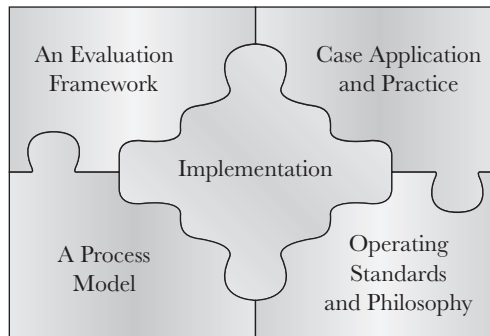 An Evaluation
Framework
Case Application
and Practice
Implementation
A Process
Model
Operating
Standards
and Philosophy